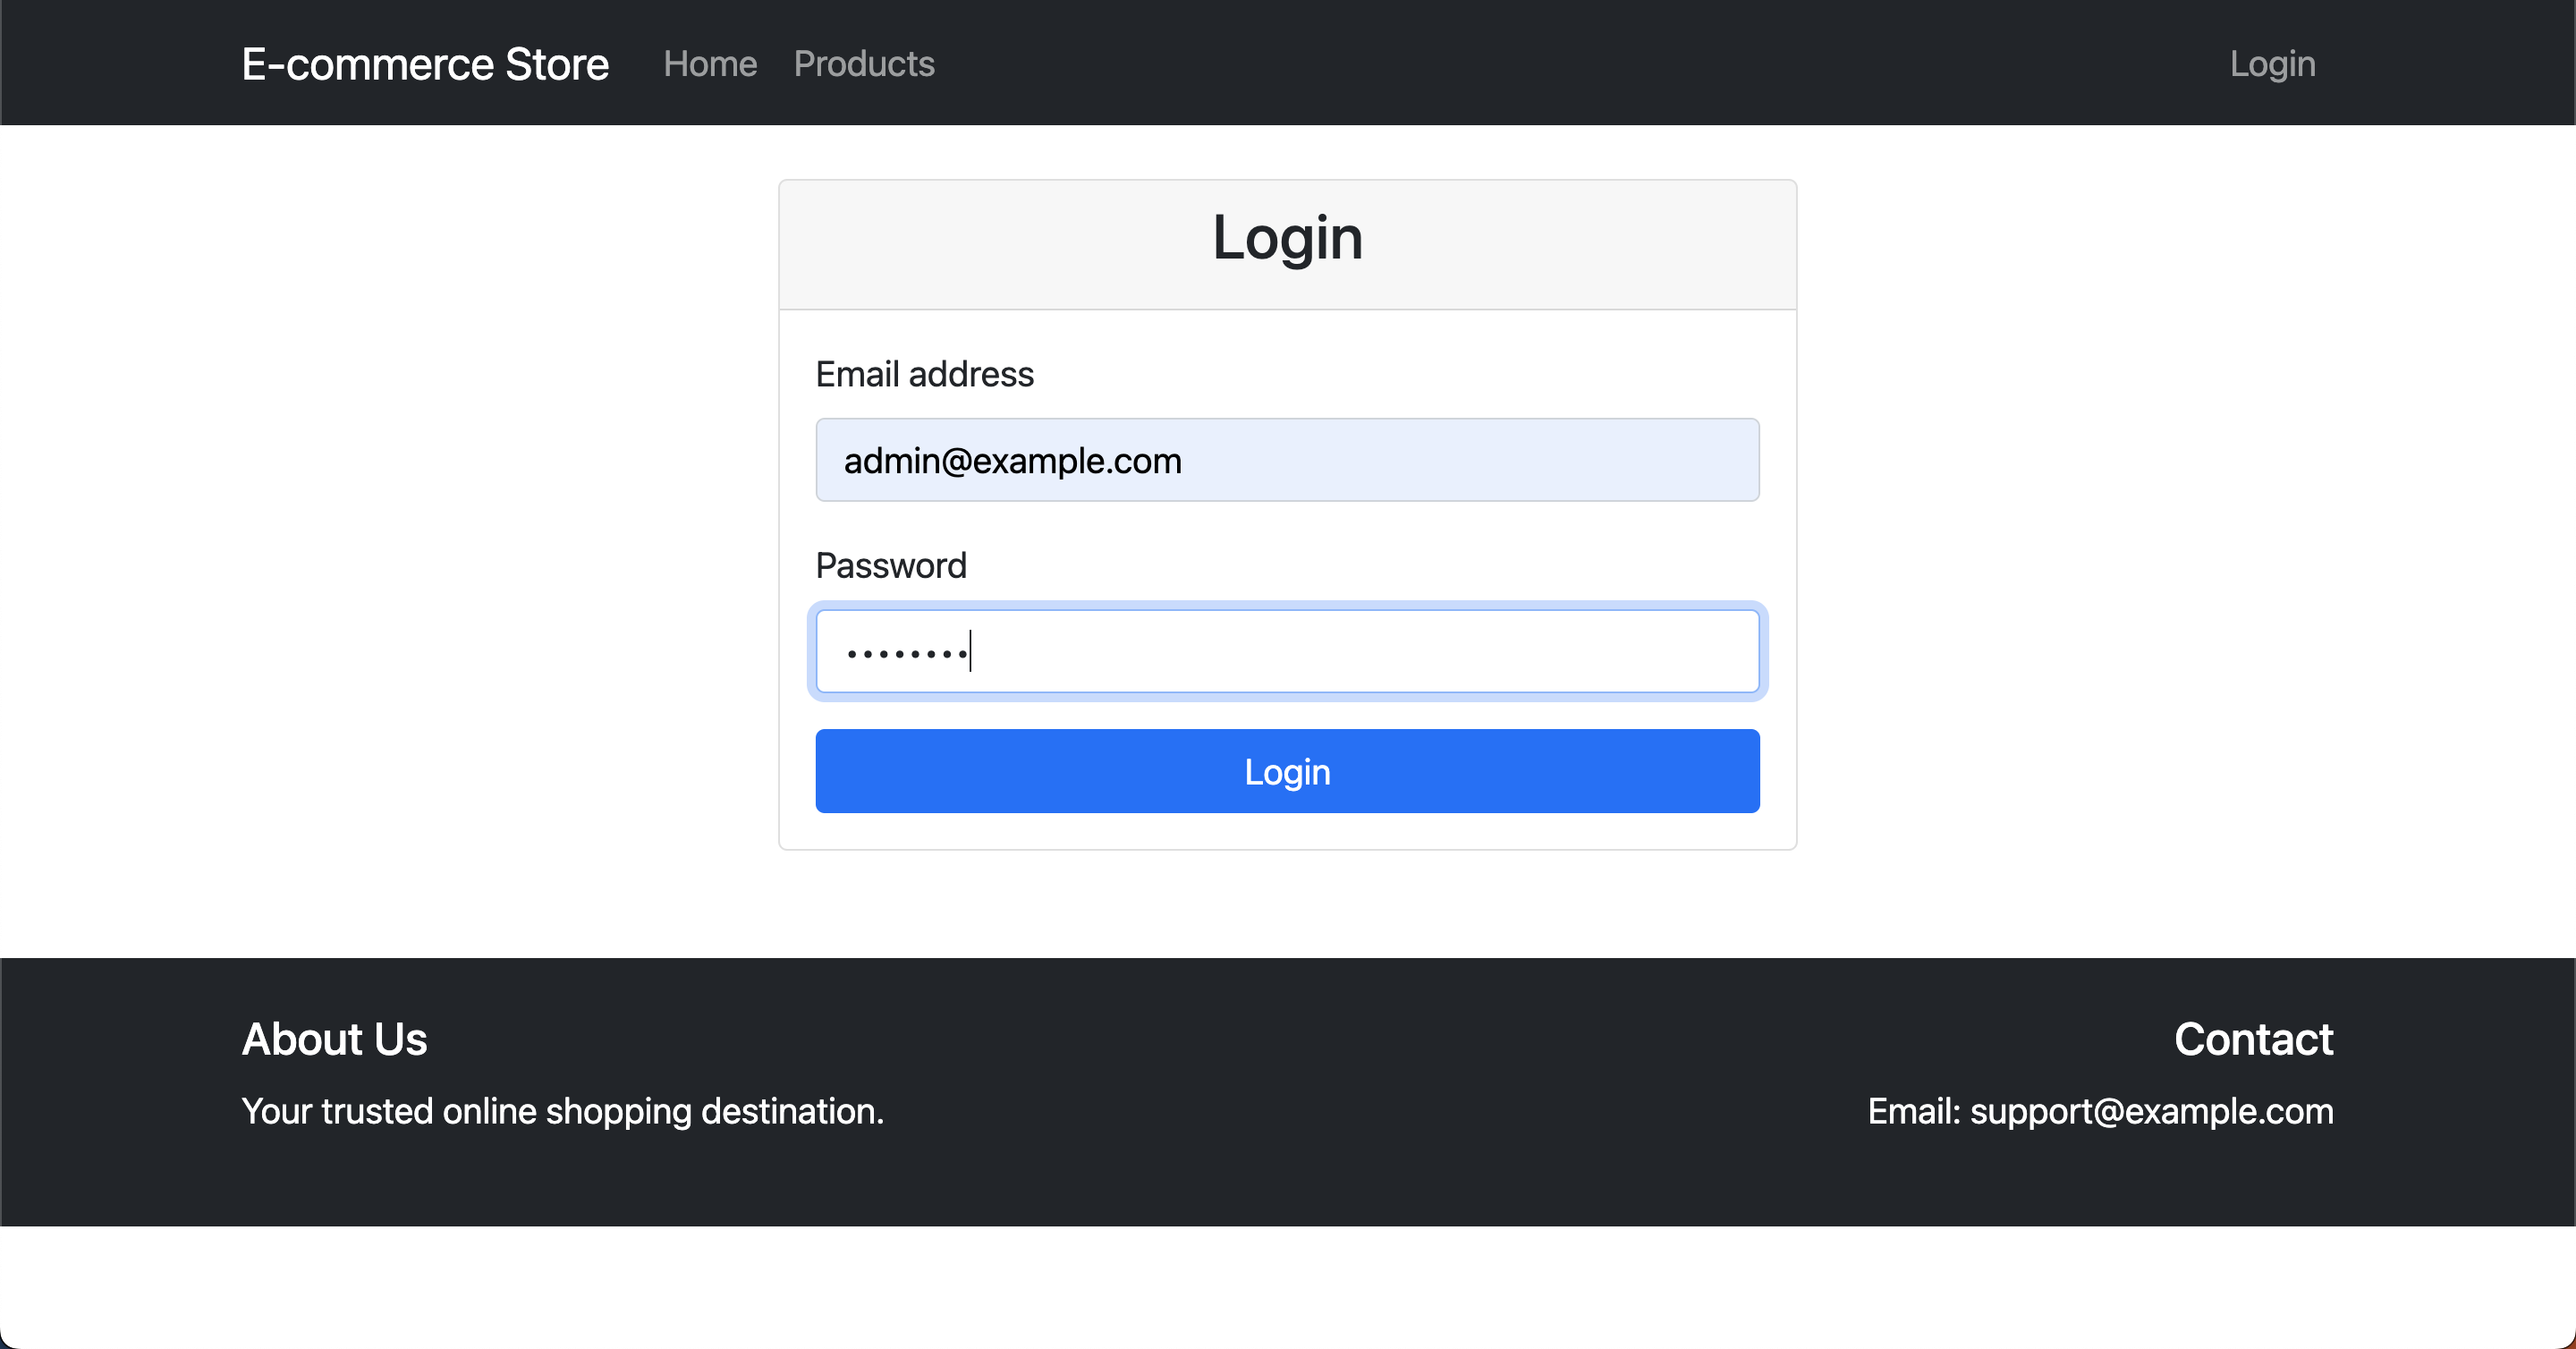 E-commerce Store Home Products Login
Login
Email address
admin@example.com
Password
••••••••
Login
About Us
Your trusted online shopping destination.
Contact
Email: support@example.com